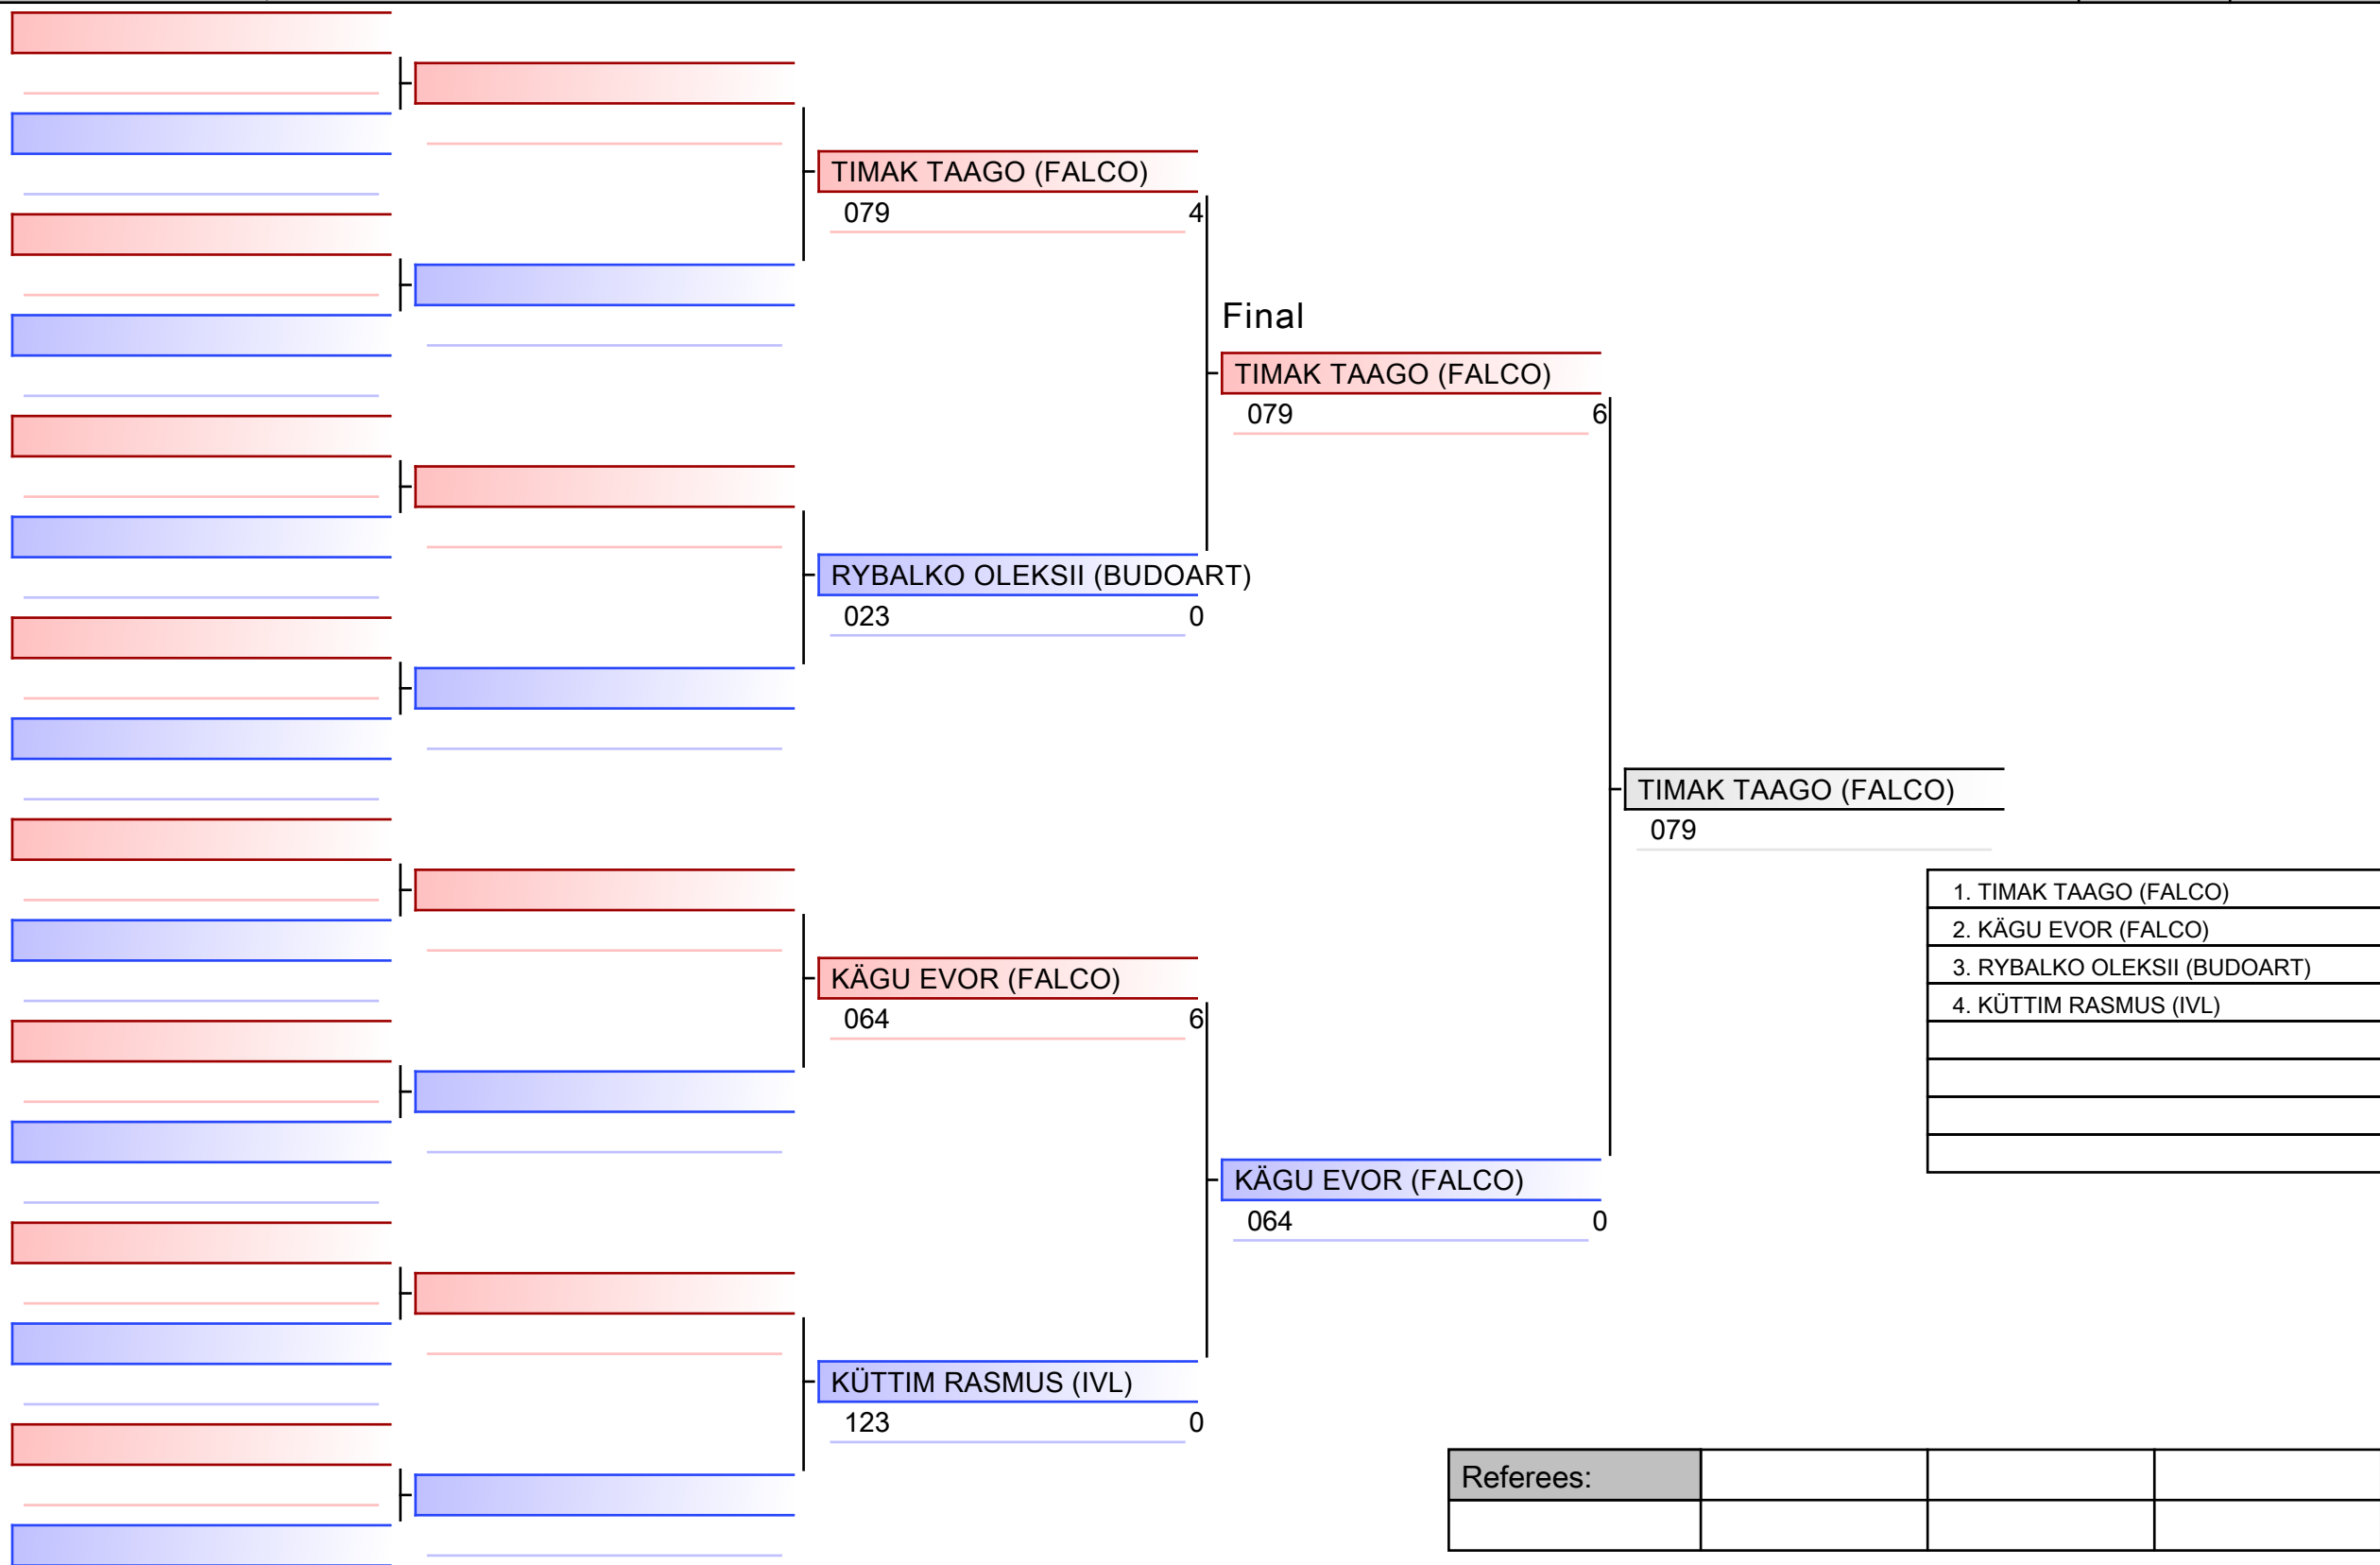 TIMAK TAAGO (FALCO)
079 4
Final
TIMAK TAAGO (FALCO)
079 6
RYBALKO OLEKSII (BUDOART)
023 0
TIMAK TAAGO (FALCO)
079
1. TIMAK TAAGO (FALCO)
2. KÄGU EVOR (FALCO)
3. RYBALKO OLEKSII (BUDOART)
4. KÜTTIM RASMUS (IVL)
KÄGU EVOR (FALCO)
064 6
KÄGU EVOR (FALCO)
064 0
KÜTTIM RASMUS (IVL)
123 0
Referees: